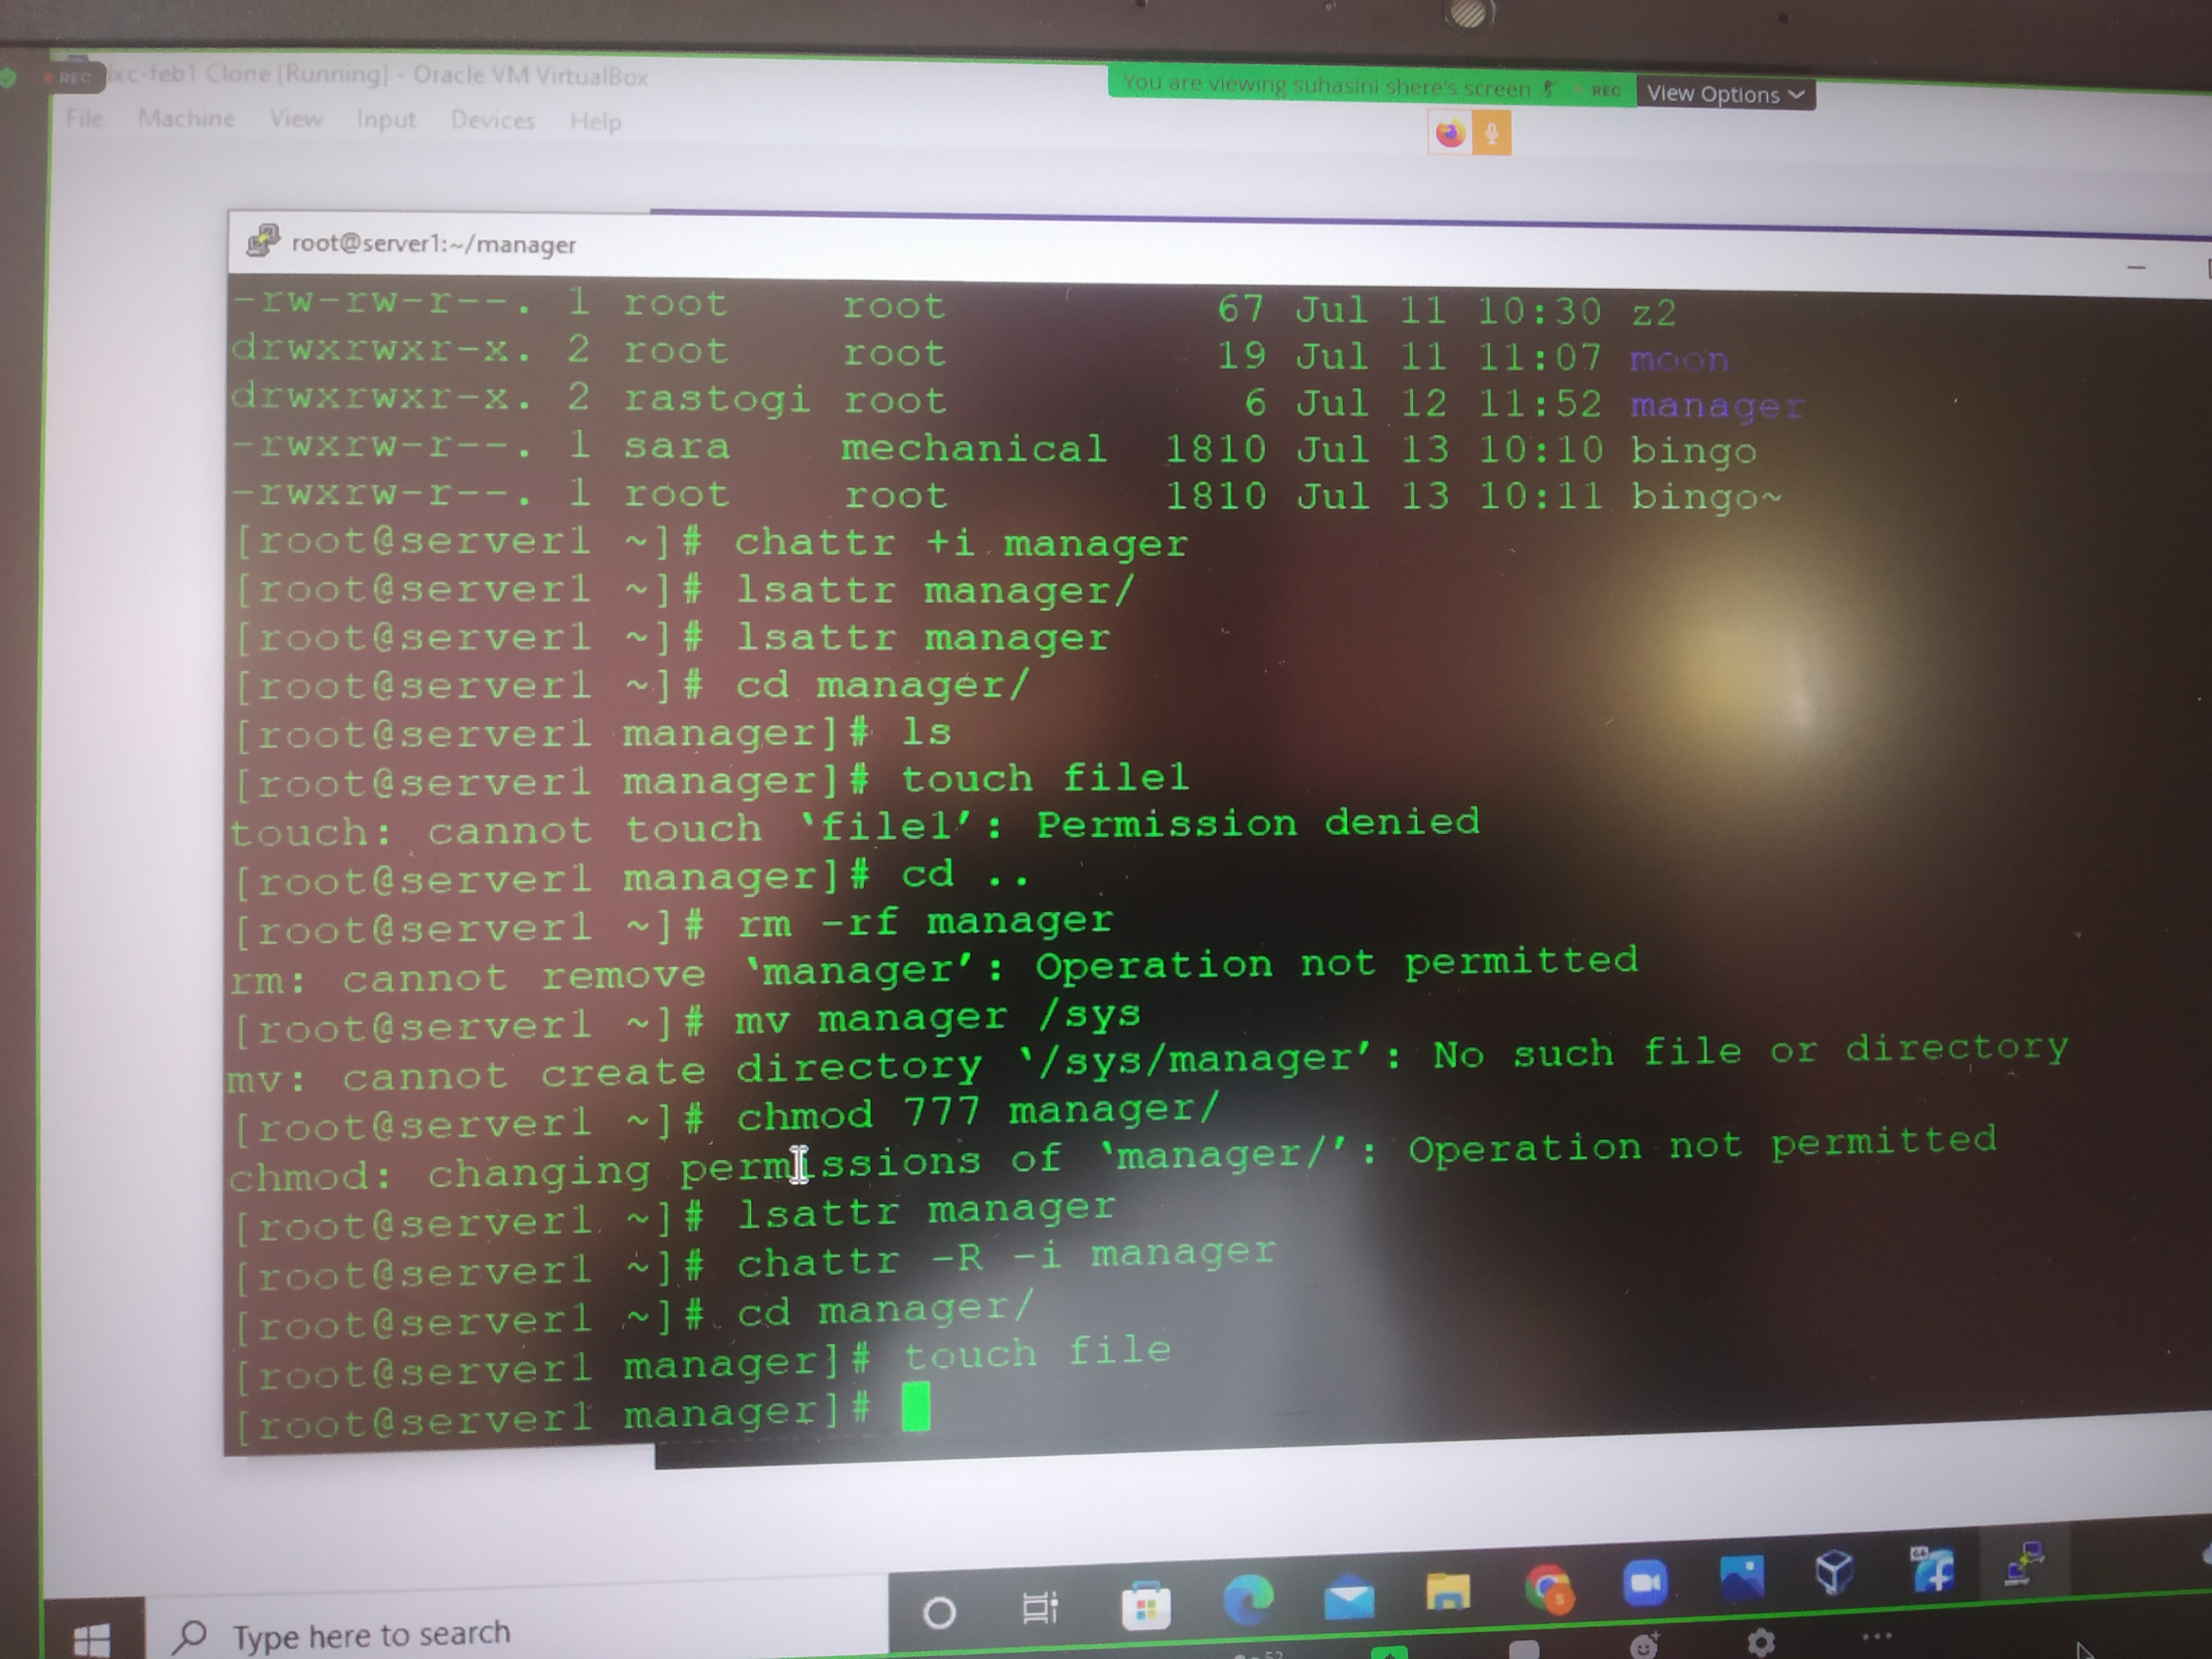 REC
xc-feb1 Clone [Running] - Oracle VM VirtualBox
You are viewing suhasini shere's screen REC View Options
File Machine View Input Devices Help
root@server1:~/manager
-rw-rw-r--. 1 root root 67 Jul 11 10:30 z2
drwxrwxr-x. 2 root root 19 Jul 11 11:07 moon
drwxrwxr-x. 2 rastogi root 6 Jul 12 11:52 manager
-rwxrw-r--. 1 sara mechanical 1810 Jul 13 10:10 bingo
-rwxrw-r--. 1 root root 1810 Jul 13 10:11 bingo~
[root@server1 ~]# chattr +i manager
[root@server1 ~]# lsattr manager/
[root@server1 ~]# lsattr manager
[root@server1 ~]# cd manager/
[root@server1 manager]# ls
[root@server1 manager]# touch file1
touch: cannot touch ‘file1’: Permission denied
[root@server1 manager]# cd ..
[root@server1 ~]# rm -rf manager
rm: cannot remove ‘manager’: Operation not permitted
[root@server1 ~]# mv manager /sys
mv: cannot create directory ‘/sys/manager’: No such file or directory
[root@server1 ~]# chmod 777 manager/
chmod: changing permissions of ‘manager/’: Operation not permitted
[root@server1 ~]# lsattr manager
[root@server1 ~]# chattr -R -i manager
[root@server1 ~]# cd manager/
[root@server1 manager]# touch file
[root@server1 manager]#
Type here to search